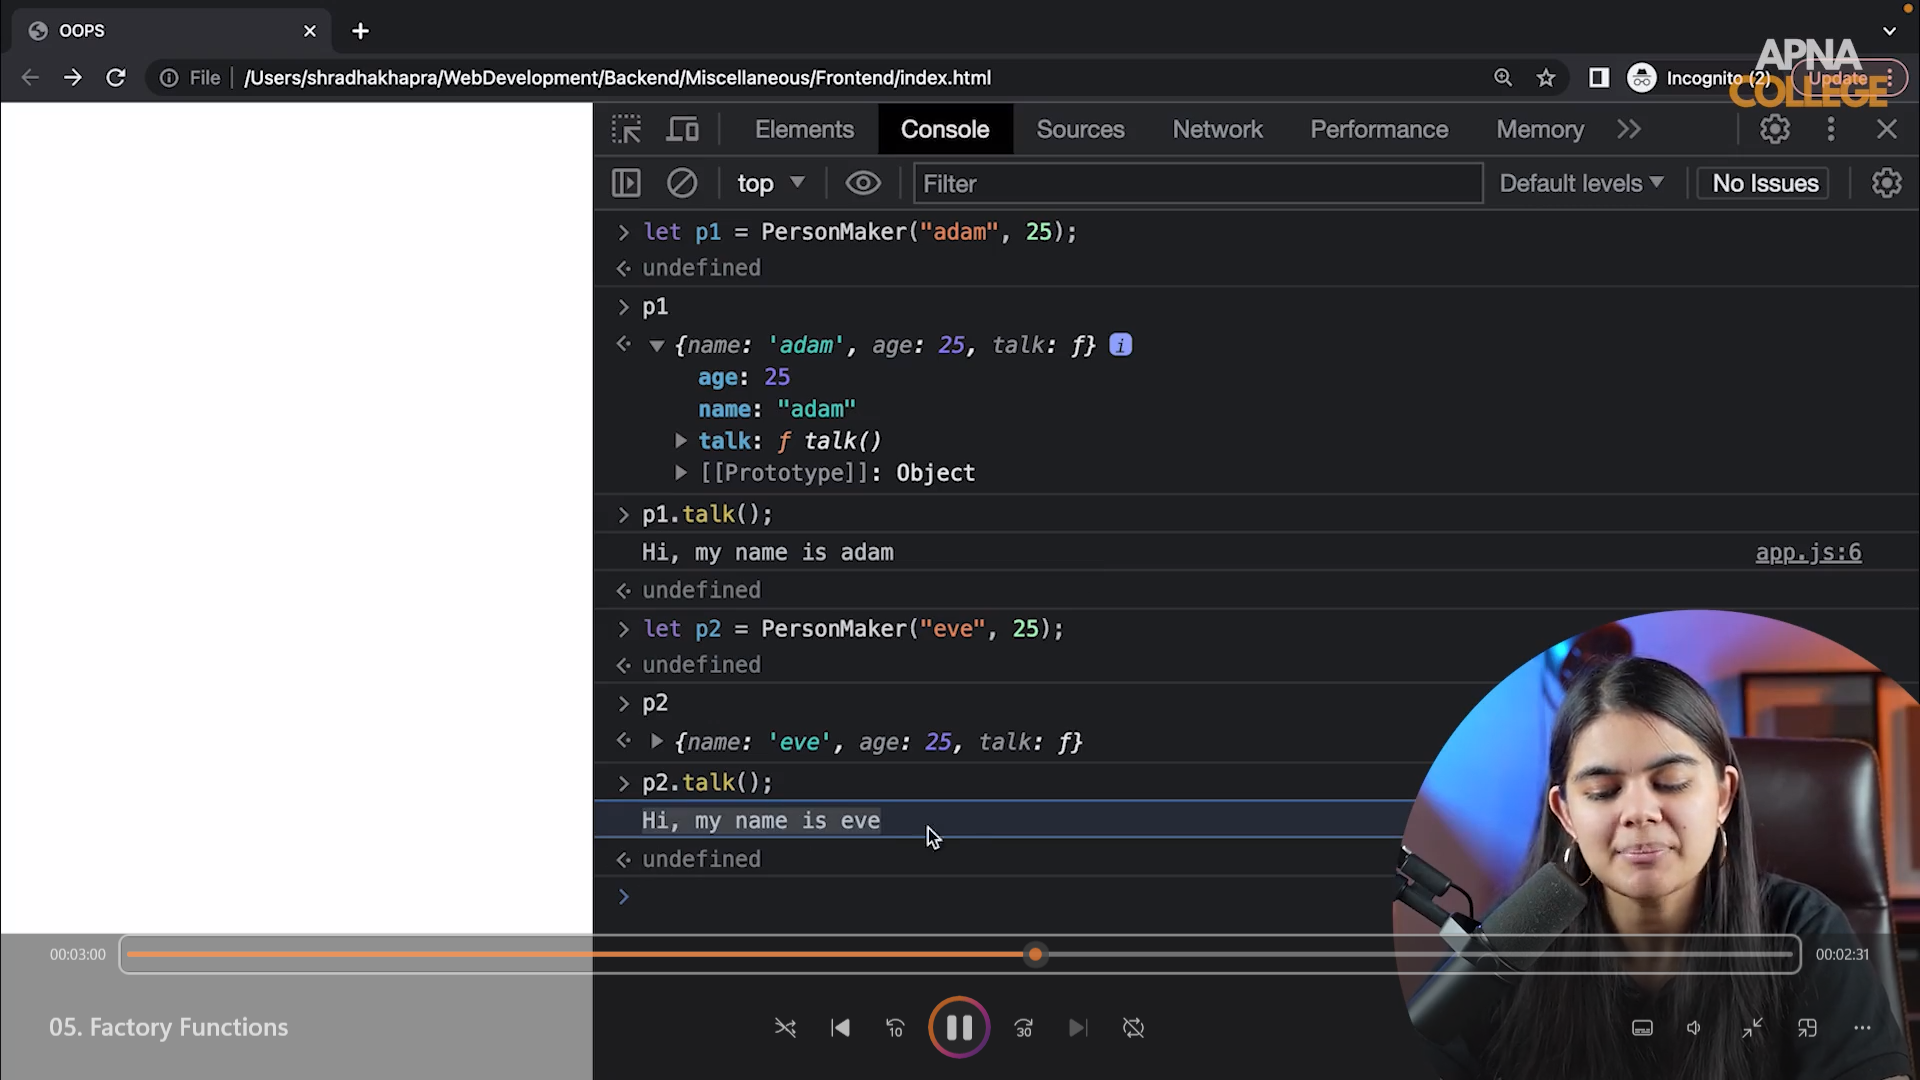 OOPS
File
/Users/shradhakhapra/WebDevelopment/Backend/Miscellaneous/Frontend/index.html
Incognito (2)
Update
APNA
COLLEGE
Elements
Console
Sources
Network
Performance
Memory
top
Filter
Default levels
No Issues
> let p1 = PersonMaker("adam", 25);
undefined
> p1
{name: 'adam', age: 25, talk: f}
age: 25
name: "adam"
talk: f talk()
[[Prototype]]: Object
> p1.talk();
Hi, my name is adam
app.js:6
undefined
> let p2 = PersonMaker("eve", 25);
undefined
> p2
{name: 'eve', age: 25, talk: f}
> p2.talk();
Hi, my name is eve
undefined
>
00:03:00
00:02:31
05. Factory Functions
10
30